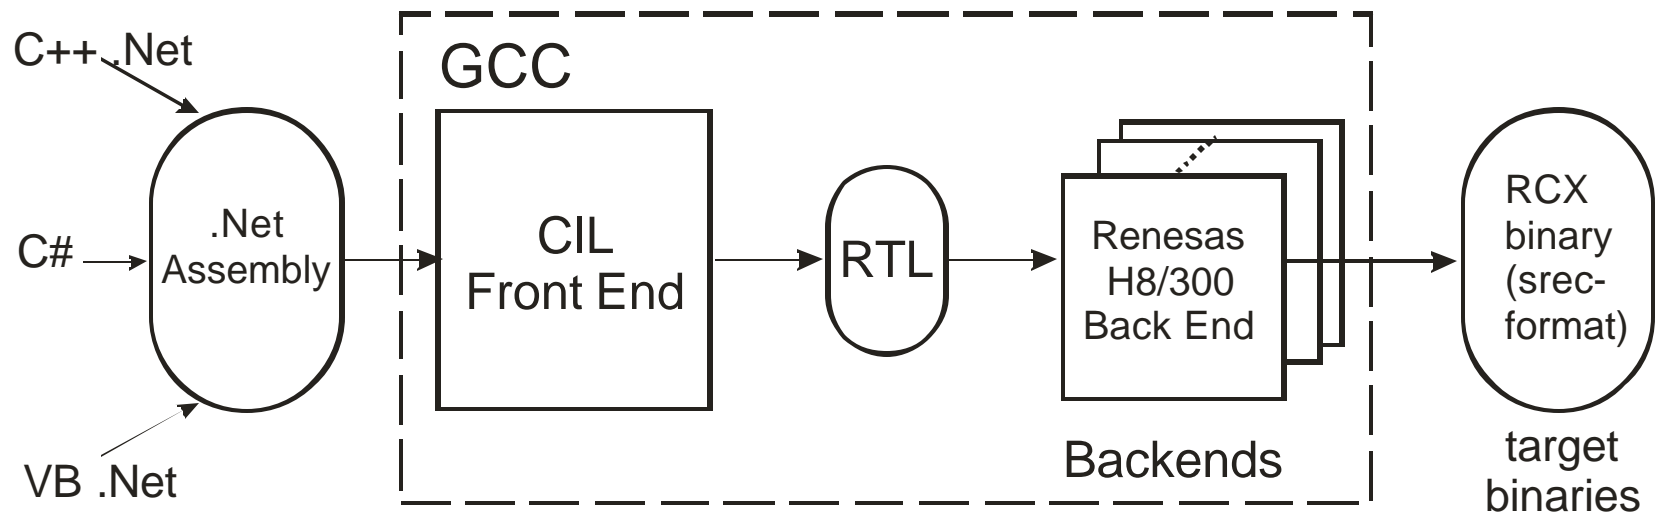 C++ .Net
C#
VB .Net
.Net
Assembly
GCC
CIL
Front End
RTL
Renesas
H8/300
Back End
Backends
RCX
binary
(srec-
format)
target
binaries